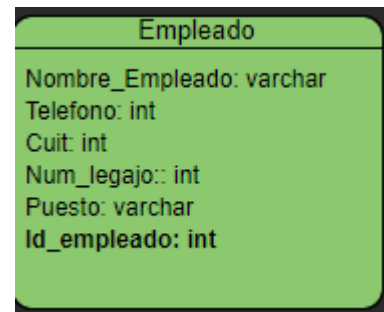 Empleado
Nombre_Empleado: varchar
Telefono: int
Cuit: int
Num_legajo:: int
Puesto: varchar
Id_empleado: int